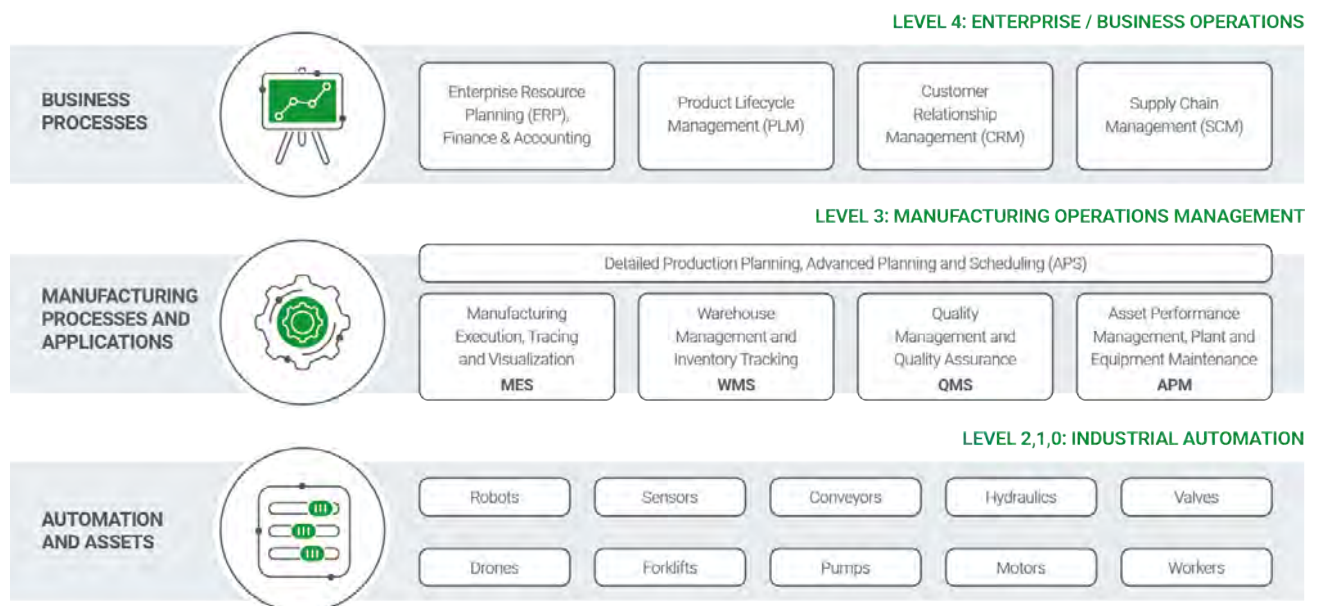 LEVEL 4: ENTERPRISE / BUSINESS OPERATIONS
BUSINESS
PROCESSES
Enterprise Resource
Planning (ERP),
Finance & Accounting
Product Lifecycle
Management (PLM)
Customer
Relationship
Management (CRM)
Supply Chain
Management (SCM)
LEVEL 3: MANUFACTURING OPERATIONS MANAGEMENT
MANUFACTURING
PROCESSES AND
APPLICATIONS
Detailed Production Planning, Advanced Planning and Scheduling (APS)
Manufacturing
Execution, Tracing
and Visualization
MES
Warehouse
Management and
Inventory Tracking
WMS
Quality
Management and
Quality Assurance
QMS
Asset Performance
Management, Plant and
Equipment Maintenance
APM
LEVEL 2,1,0: INDUSTRIAL AUTOMATION
AUTOMATION
AND ASSETS
Robots
Sensors
Conveyors
Hydraulics
Valves
Drones
Forklifts
Pumps
Motors
Workers